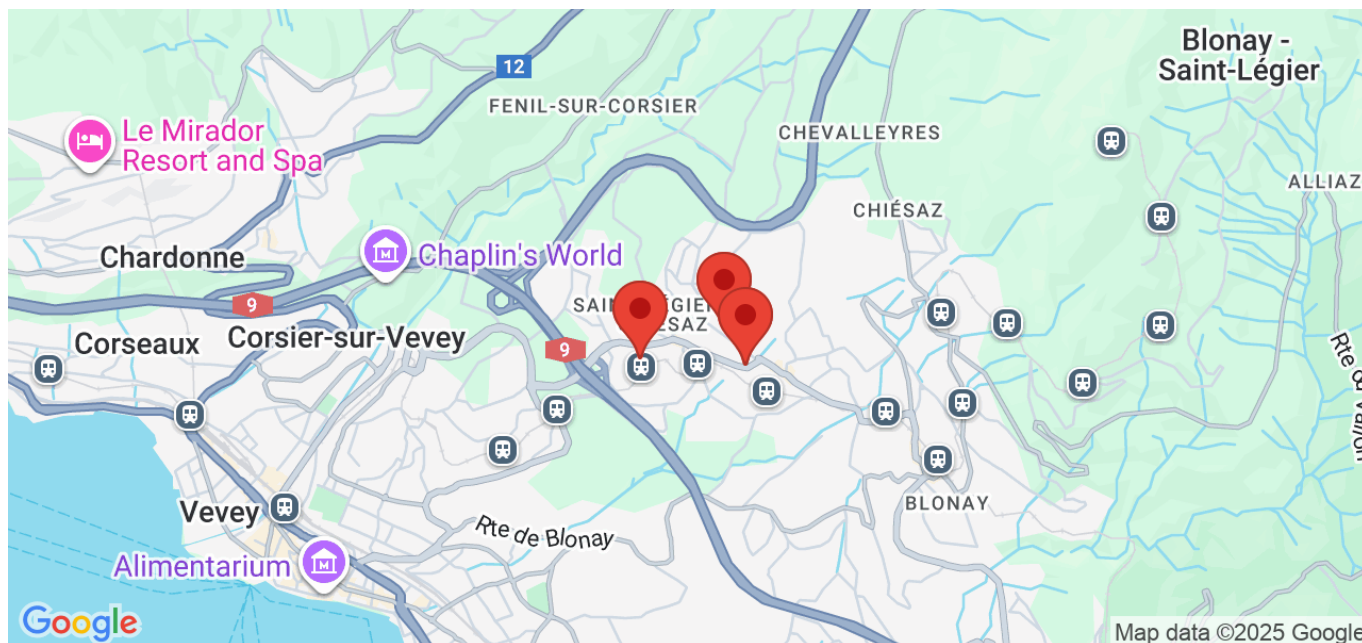 Blonay -
Saint-Légier
12
FENIL-SUR-CORSIER
Le Mirador
Resort and Spa
CHEVALLEYRES
ALLIAZ
CHIÉSAZ
Chardonne
Chaplin's World
9
Corseaux
Corsier-sur-Vevey
9
Rte de Blonay
BLONAY
Vevey
Alimentarium
Google
Map data ©2025 Google